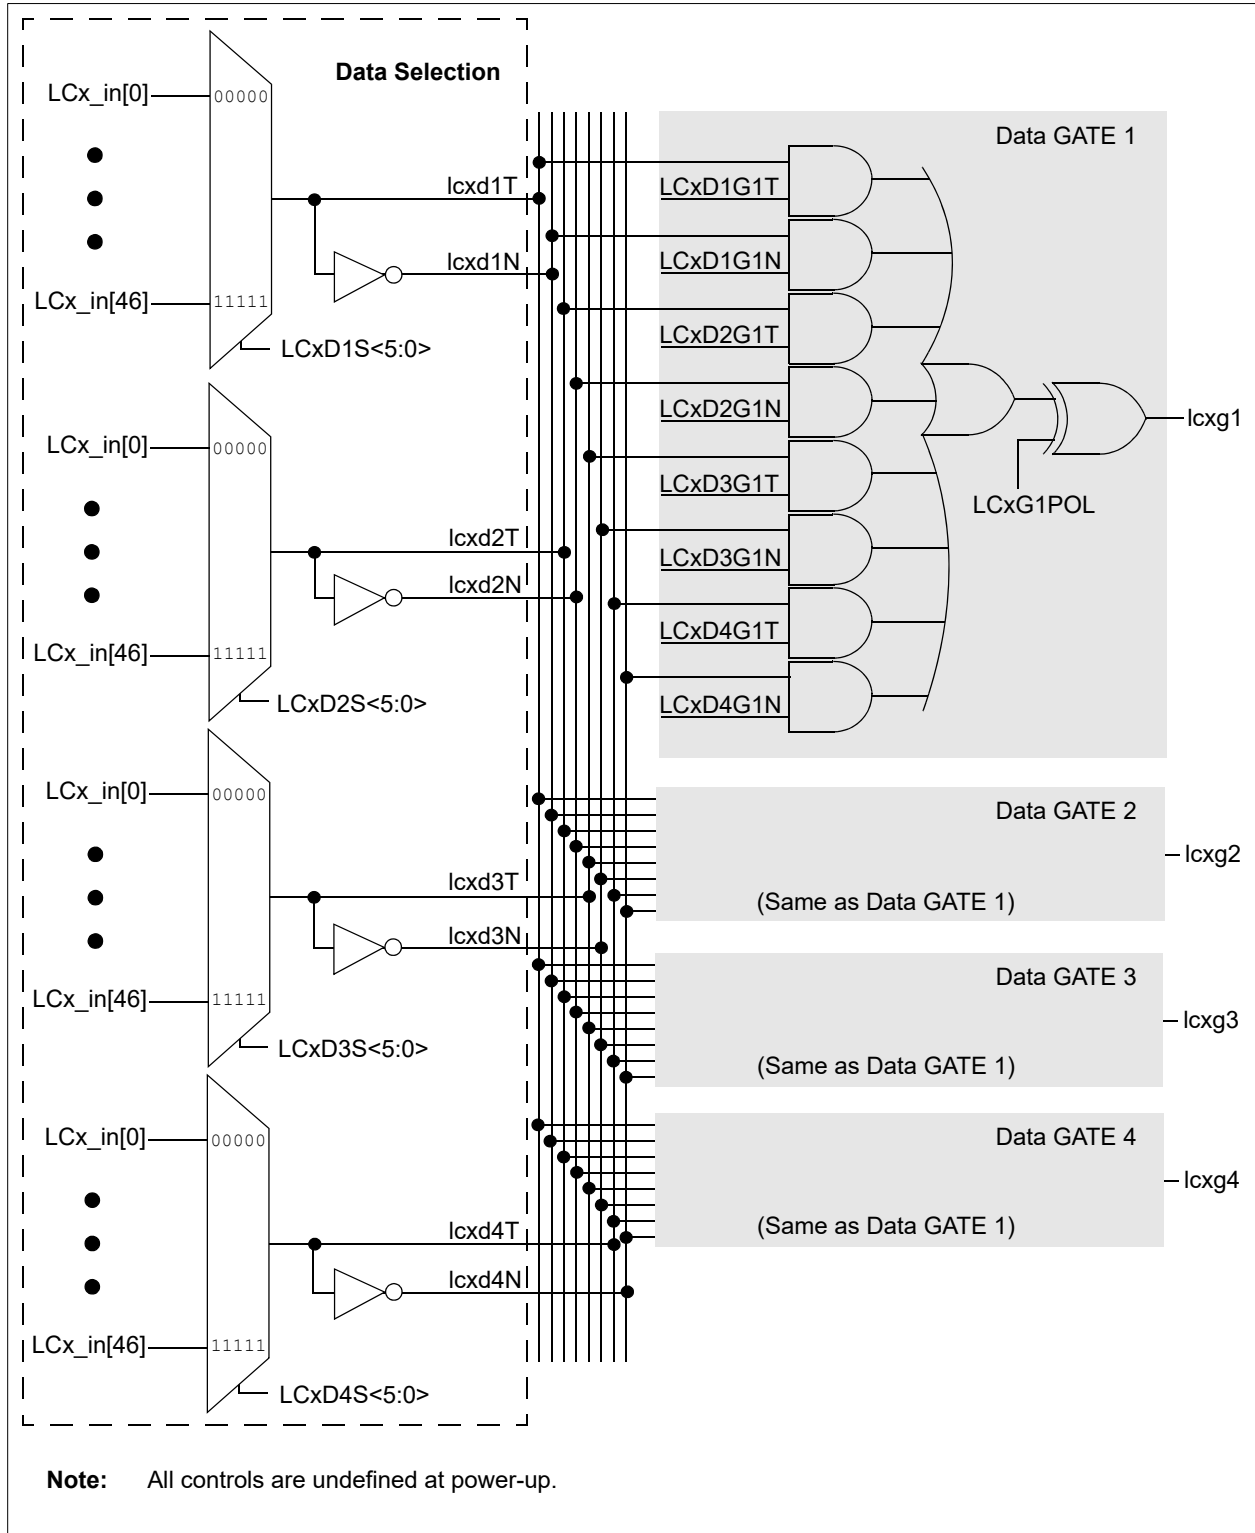 Data Selection
LCx_in[0]
00000
lcxd1T
lcxd1N
LCx_in[46]
11111
LCxD1S<5:0>
LCx_in[0]
00000
lcxd2T
lcxd2N
LCx_in[46]
11111
LCxD2S<5:0>
LCx_in[0]
00000
lcxd3T
lcxd3N
LCx_in[46]
11111
LCxD3S<5:0>
LCx_in[0]
00000
lcxd4T
lcxd4N
LCx_in[46]
11111
LCxD4S<5:0>
Data GATE 1
LCxD1G1T
LCxD1G1N
LCxD2G1T
LCxD2G1N
LCxD3G1T
LCxD3G1N
LCxD4G1T
LCxD4G1N
LCxG1POL
lcxg1
Data GATE 2
(Same as Data GATE 1)
lcxg2
Data GATE 3
(Same as Data GATE 1)
lcxg3
Data GATE 4
(Same as Data GATE 1)
lcxg4
Note: All controls are undefined at power-up.